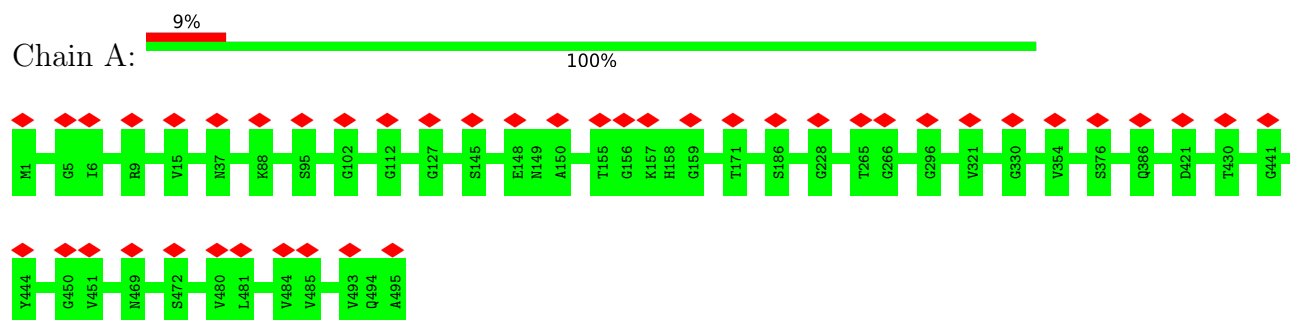 9%
Chain A:
100%
M1 G5 I6 R9 V15 N37 K88 S95 G102 G112 G127 S145 E148 N149 A150 T155 G156 K157 H158 G159 T171 S186 G228 T265 G266 G296 V321 G330 V354 S376 Q386 D421 T430 G441
Y444 G450 V451 N469 S472 V480 L481 V484 V485 V493 Q494 A495